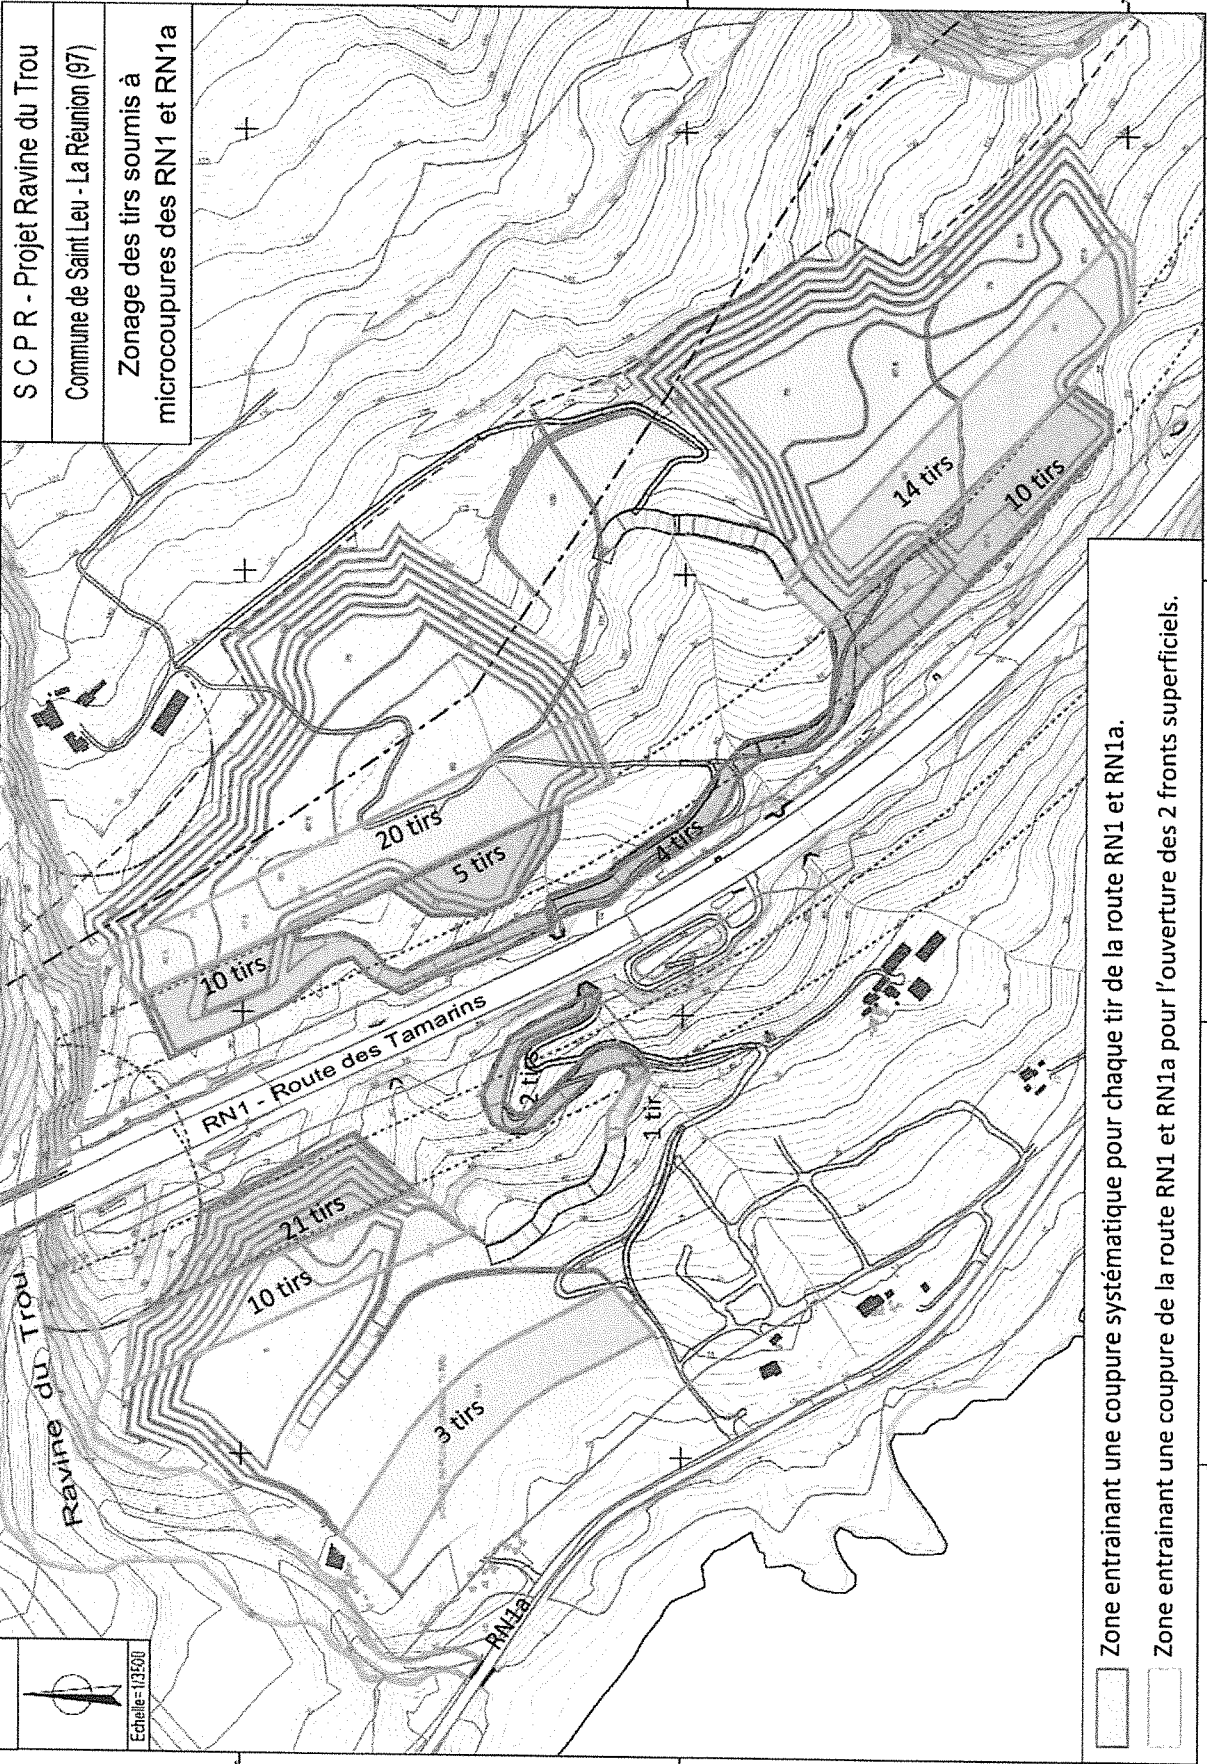 S C P R - Projet Ravine du Trou
Commune de Saint Leu - La Réunion (97)
Zonage des tirs soumis à
microcoupures des RN1 et RN1a
Echelle=1/3500
Ravine du Trou
RN1 - Route des Tamarins
RN1a
10 tirs
20 tirs
5 tirs
4 tirs
14 tirs
10 tirs
21 tirs
10 tirs
3 tirs
2 tirs
1 tir
Zone entrainant une coupure systématique pour chaque tir de la route RN1 et RN1a.
Zone entrainant une coupure de la route RN1 et RN1a pour l'ouverture des 2 fronts superficiels.